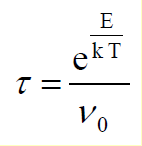 τ = e^(E/kT) / ν₀